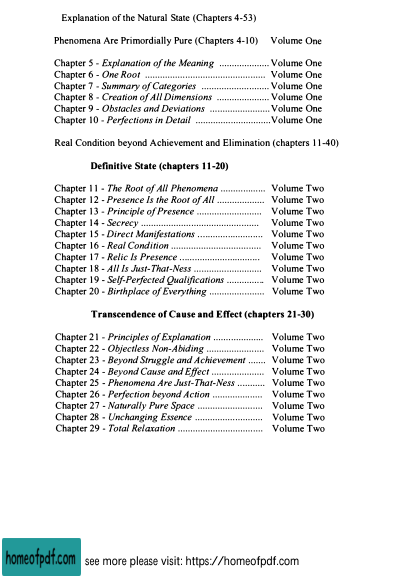 Explanation of the Natural State (Chapters 4-53)
Phenomena Are Primordially Pure (Chapters 4-10) Volume One
Chapter 5 - Explanation of the Meaning .................... Volume One
Chapter 6 - One Root ................................................ Volume One
Chapter 7 - Summary of Categories ........................... Volume One
Chapter 8 - Creation of All Dimensions ..................... Volume One
Chapter 9 - Obstacles and Deviations ........................ Volume One
Chapter 10 - Perfections in Detail .............................. Volume One
Real Condition beyond Achievement and Elimination (chapters 11-40)
Definitive State (chapters 11-20)
Chapter 11 - The Root of All Phenomena ................. Volume Two
Chapter 12 - Presence Is the Root of All ................... Volume Two
Chapter 13 - Principle of Presence .......................... Volume Two
Chapter 14 - Secrecy ............................................... Volume Two
Chapter 15 - Direct Manifestations .......................... Volume Two
Chapter 16 - Real Condition .................................... Volume Two
Chapter 17 - Relic Is Presence ................................ Volume Two
Chapter 18 - All Is Just-That-Ness ........................... Volume Two
Chapter 19 - Self-Perfected Qualifications ............... Volume Two
Chapter 20 - Birthplace of Everything ...................... Volume Two
Transcendence of Cause and Effect (chapters 21-30)
Chapter 21 - Principles of Explanation .................... Volume Two
Chapter 22 - Objectless Non-Abiding ....................... Volume Two
Chapter 23 - Beyond Struggle and Achievement ....... Volume Two
Chapter 24 - Beyond Cause and Effect ..................... Volume Two
Chapter 25 - Phenomena Are Just-That-Ness ........... Volume Two
Chapter 26 - Perfection beyond Action .................... Volume Two
Chapter 27 - Naturally Pure Space .......................... Volume Two
Chapter 28 - Unchanging Essence ............................ Volume Two
Chapter 29 - Total Relaxation .................................. Volume Two
homeofpdf.com see more please visit: https://homeofpdf.com